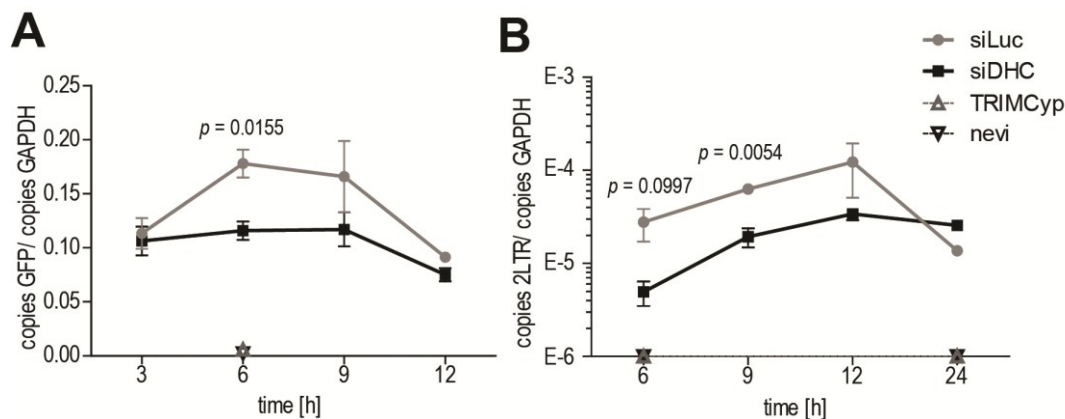 A
copies GFP/ copies GAPDH
0.25
0.20
0.15
0.10
0.05
0.00
p = 0.0155
3 6 9 12
time [h]
B
copies 2LTR/ copies GAPDH
E-3
E-4
E-5
E-6
p = 0.0997
p = 0.0054
6 9 12 24
time [h]
siLuc
siDHC
TRIMCyp
nevi